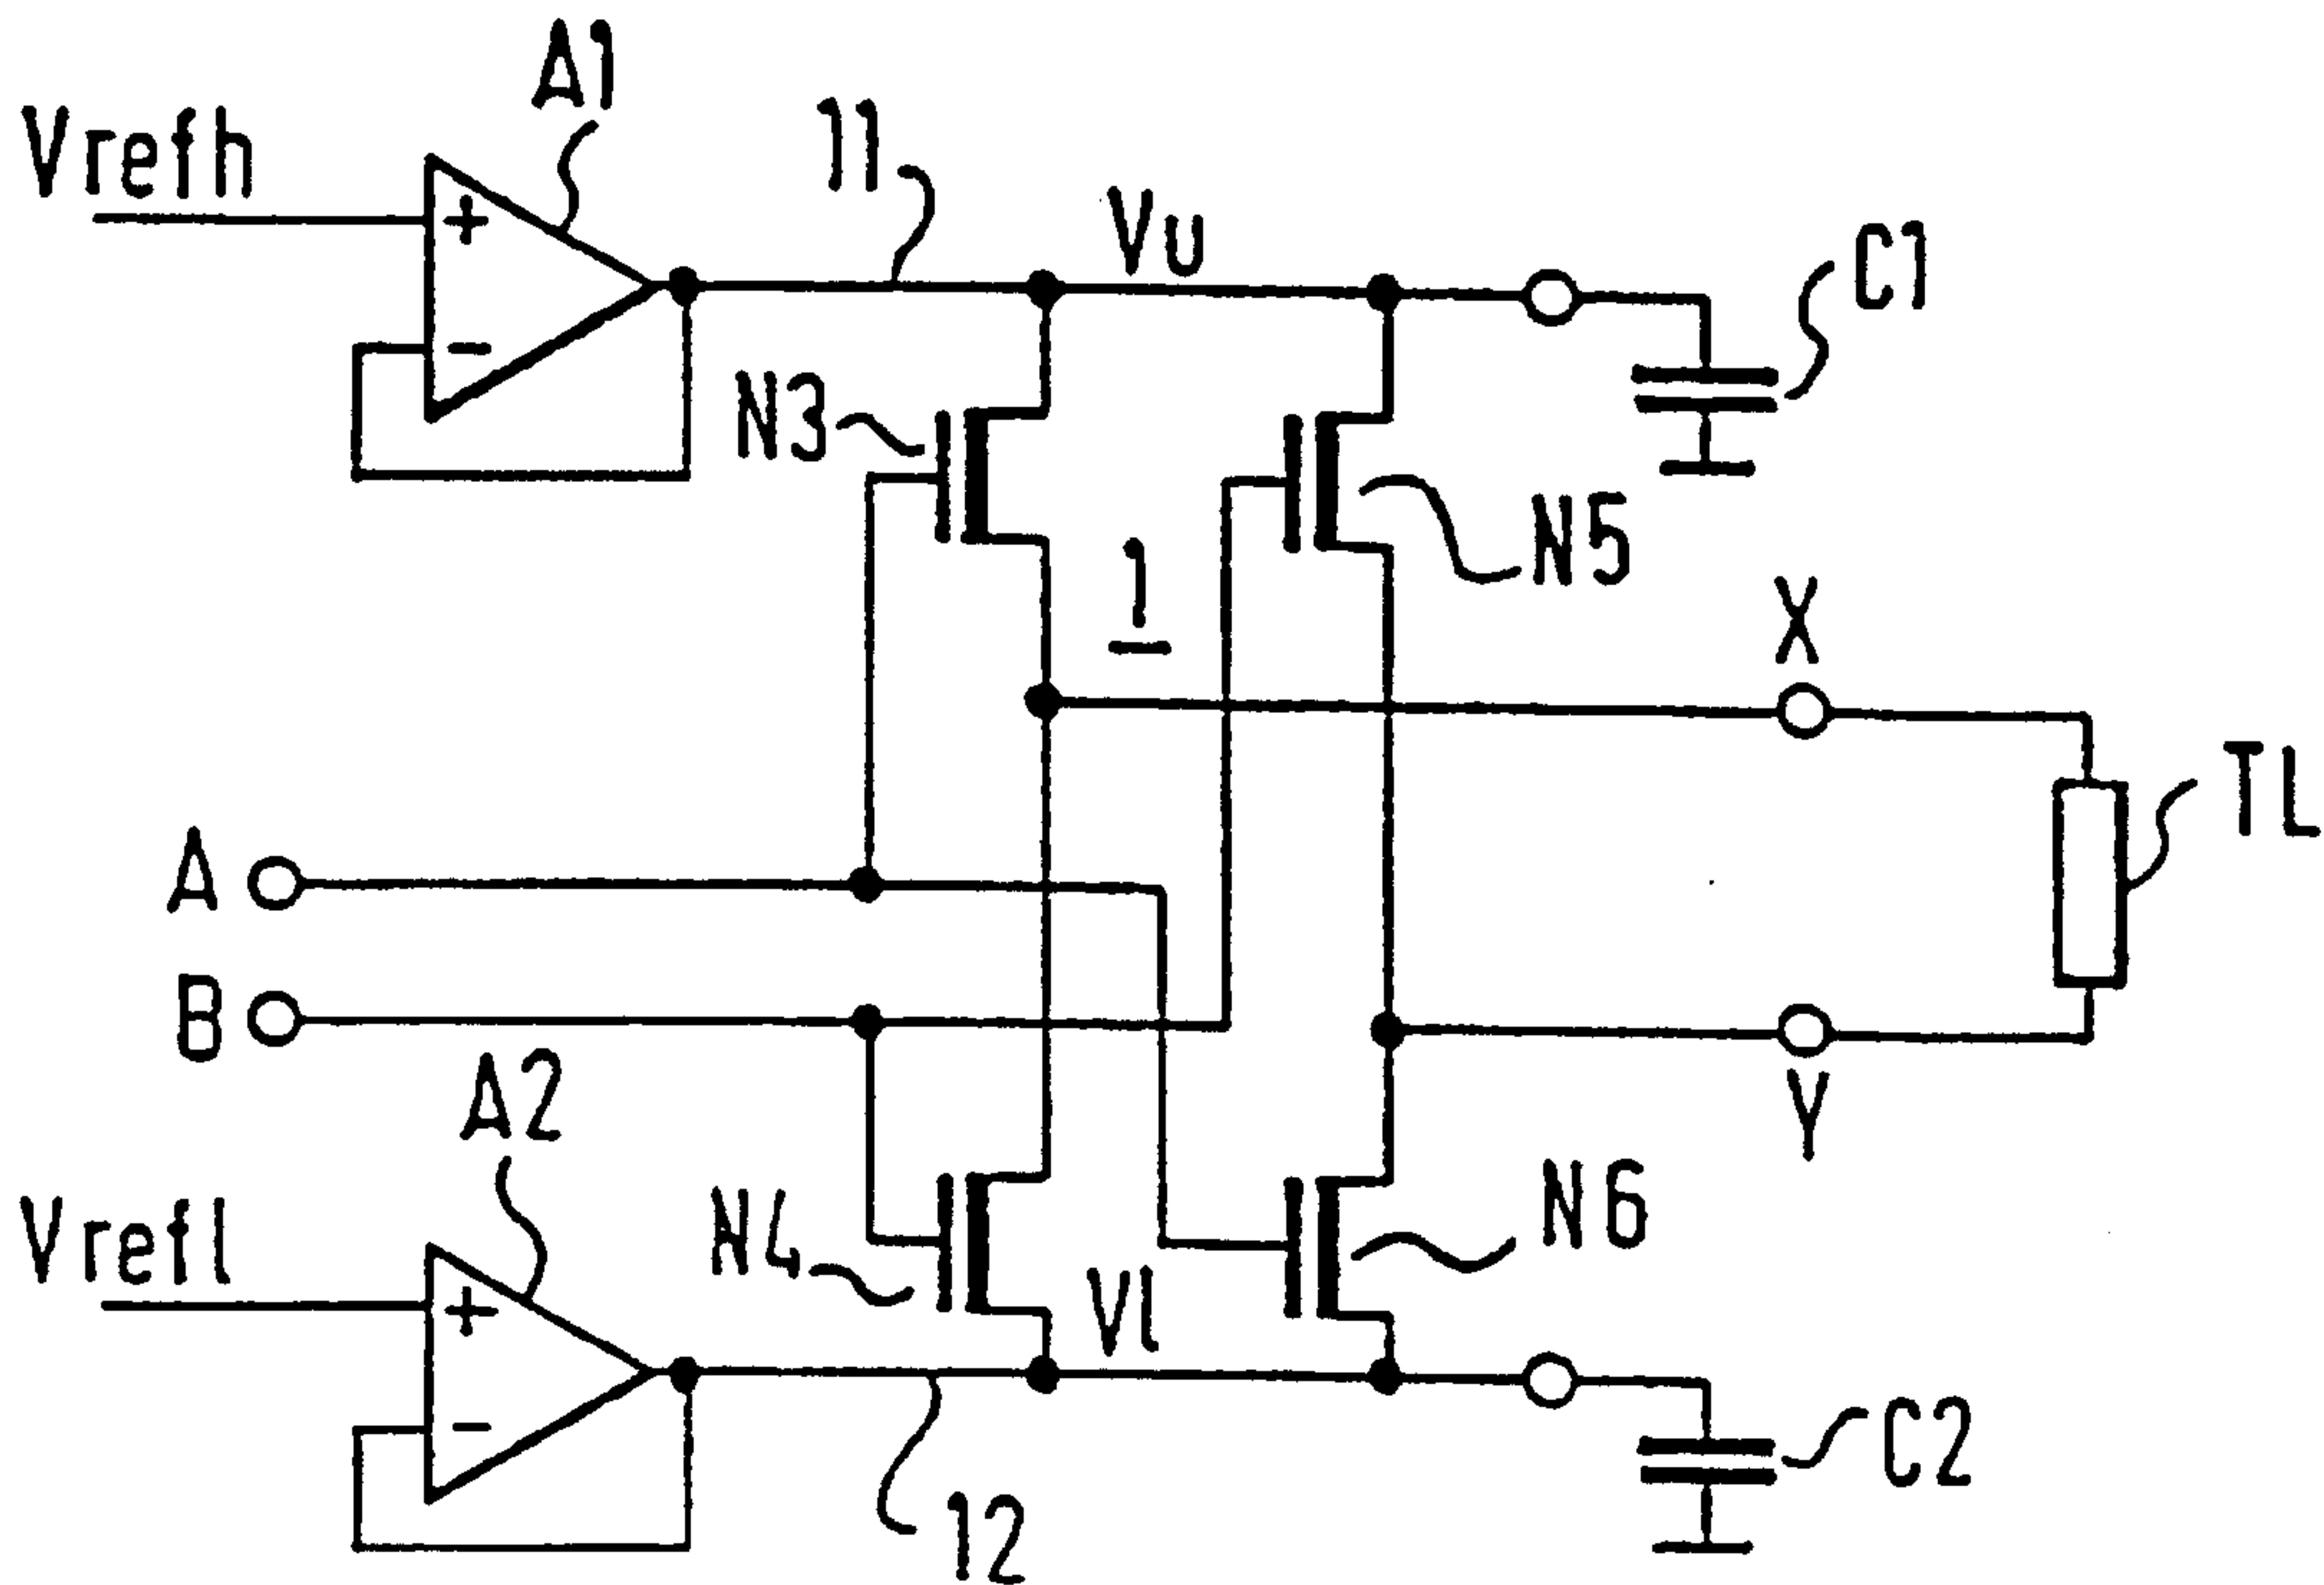 A1
Vrefh
11
Vu
C1
+
-
N3
N5
1
X
TL
A
B
A2
Y
Vrefl
N4
N6
Vl
+
-
C2
12